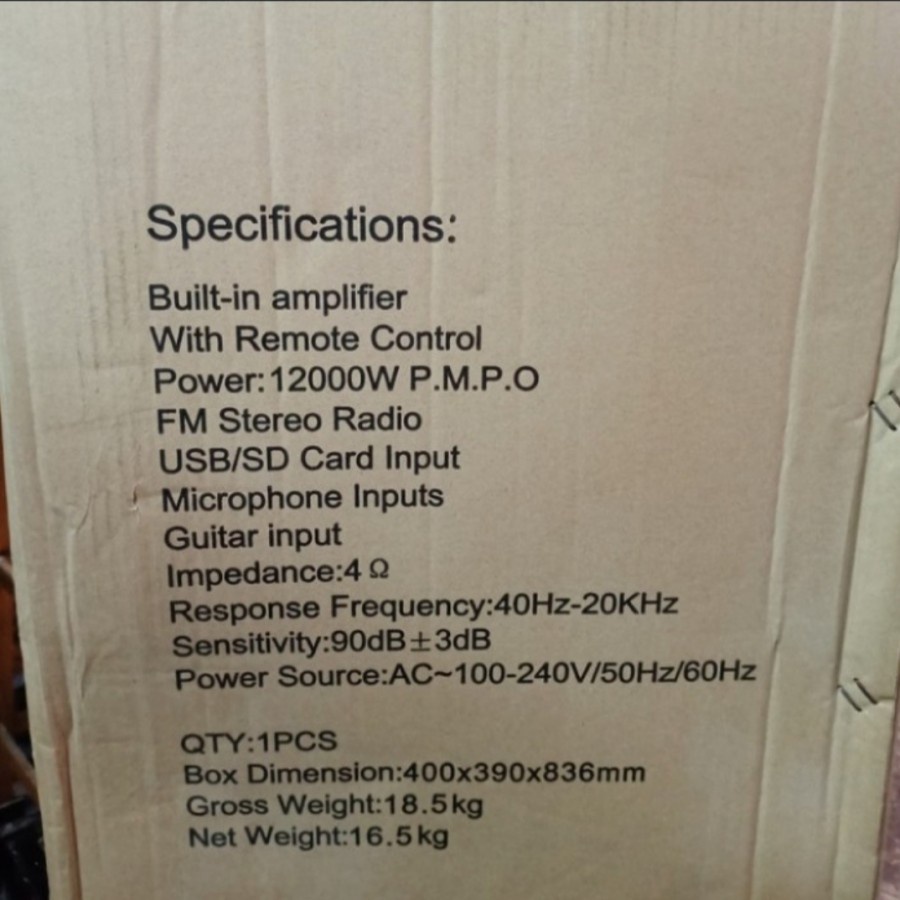 Specifications:
Built-in amplifier
With Remote Control
Power:12000W P.M.P.O
FM Stereo Radio
USB/SD Card Input
Microphone Inputs
Guitar input
Impedance:4 Ω
Response Frequency:40Hz-20KHz
Sensitivity:90dB±3dB
Power Source:AC~100-240V/50Hz/60Hz
QTY:1PCS
Box Dimension:400x390x836mm
Gross Weight:18.5kg
Net Weight:16.5kg